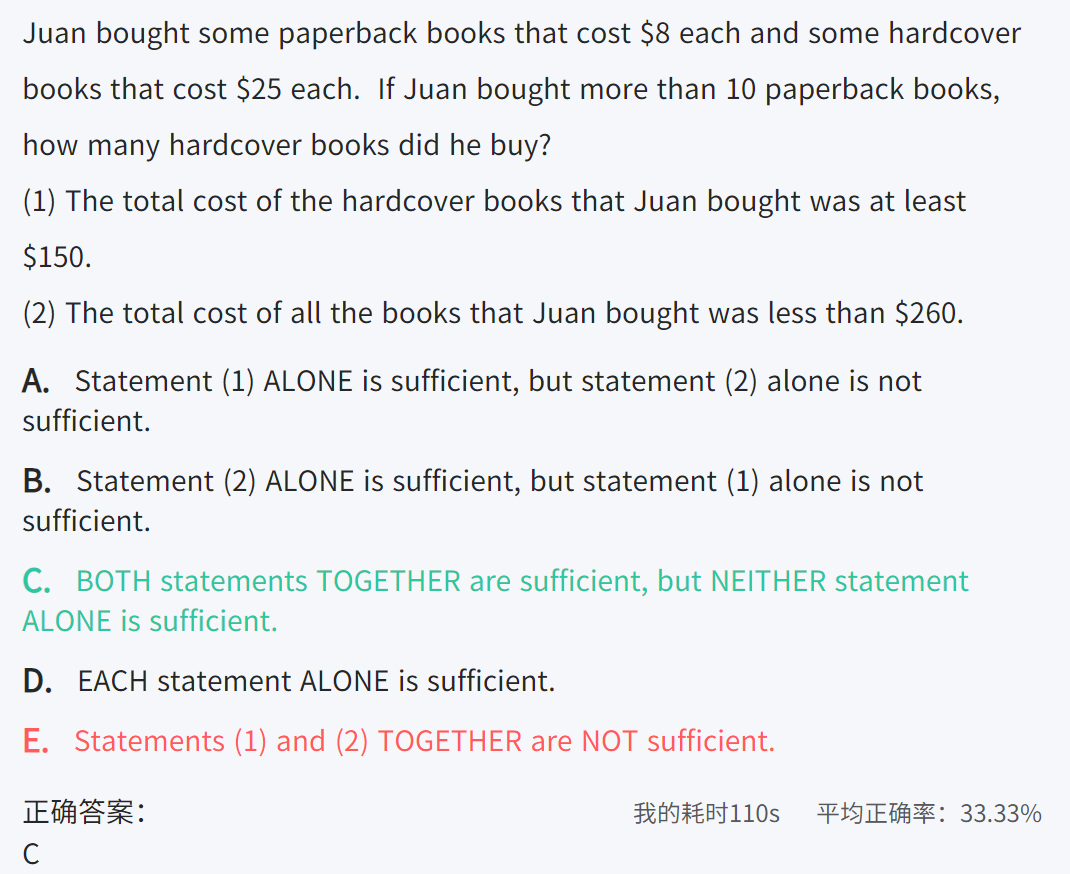 Juan bought some paperback books that cost $8 each and some hardcover
books that cost $25 each.  If Juan bought more than 10 paperback books,
how many hardcover books did he buy?
(1) The total cost of the hardcover books that Juan bought was at least
$150.
(2) The total cost of all the books that Juan bought was less than $260.
A. Statement (1) ALONE is sufficient, but statement (2) alone is not
sufficient.
B. Statement (2) ALONE is sufficient, but statement (1) alone is not
sufficient.
C. BOTH statements TOGETHER are sufficient, but NEITHER statement
ALONE is sufficient.
D. EACH statement ALONE is sufficient.
E. Statements (1) and (2) TOGETHER are NOT sufficient.
正确答案： 我的耗时110s 平均正确率：33.33%
C